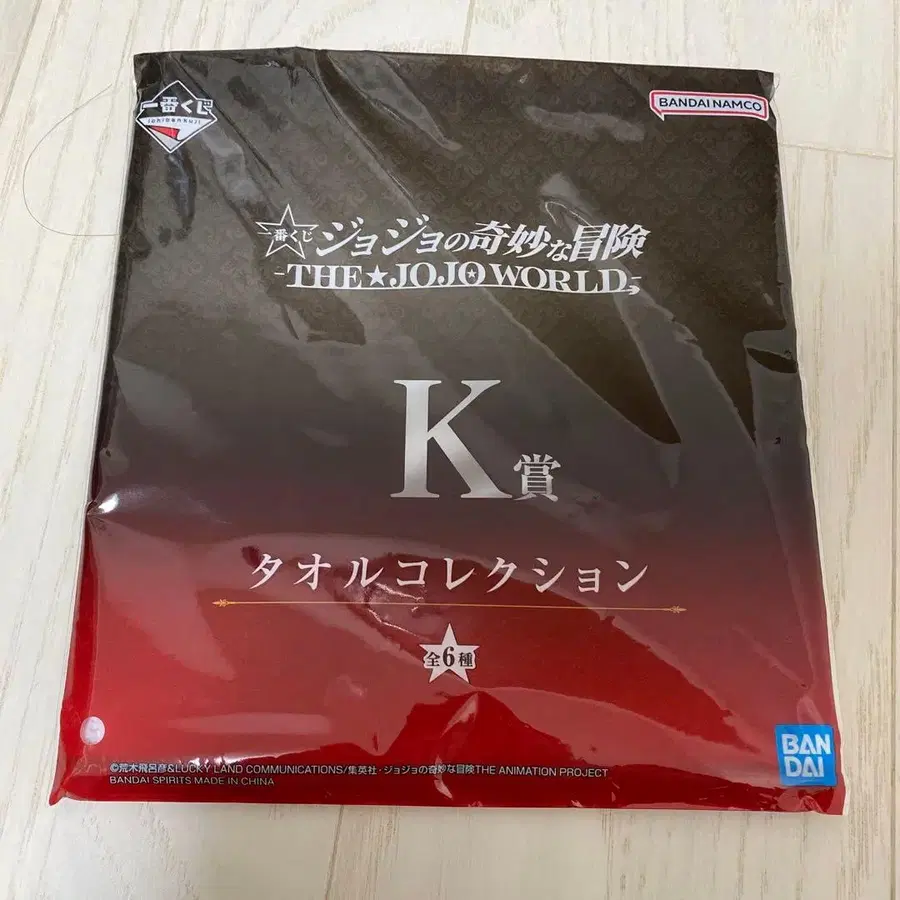 一番くじ
ichibankuji
BANDAI NAMCO
一番くじ ジョジョの奇妙な冒険
-THE★JOJO WORLD-
K賞
タオルコレクション
全6種
©荒木飛呂彦&LUCKY LAND COMMUNICATIONS/集英社・ジョジョの奇妙な冒険THE ANIMATION PROJECT
BANDAI SPIRITS MADE IN CHINA
BAN
DAI